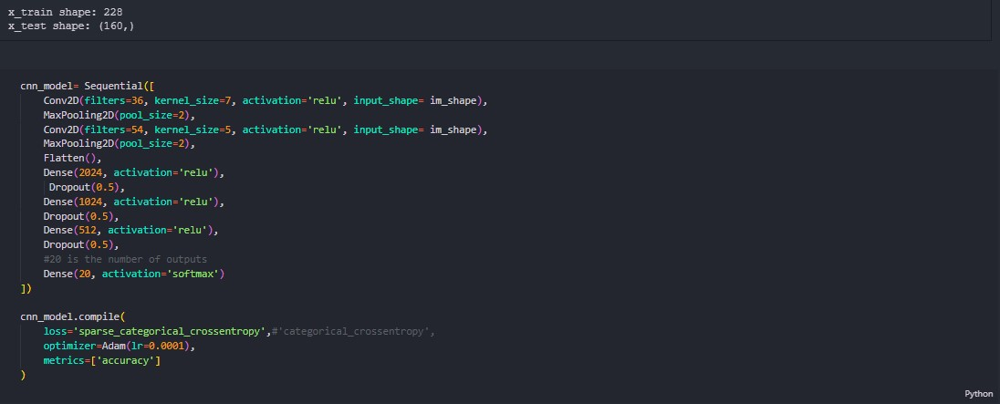 x_train shape: 228
x_test shape: (160,)
cnn_model= Sequential([
    Conv2D(filters=36, kernel_size=7, activation='relu', input_shape= im_shape),
    MaxPooling2D(pool_size=2),
    Conv2D(filters=54, kernel_size=5, activation='relu', input_shape= im_shape),
    MaxPooling2D(pool_size=2),
    Flatten(),
    Dense(2024, activation='relu'),
     Dropout(0.5),
    Dense(1024, activation='relu'),
    Dropout(0.5),
    Dense(512, activation='relu'),
    Dropout(0.5),
    #20 is the number of outputs
    Dense(20, activation='softmax')
])
cnn_model.compile(
    loss='sparse_categorical_crossentropy',#'categorical_crossentropy',
    optimizer=Adam(lr=0.0001),
    metrics=['accuracy']
)
Python